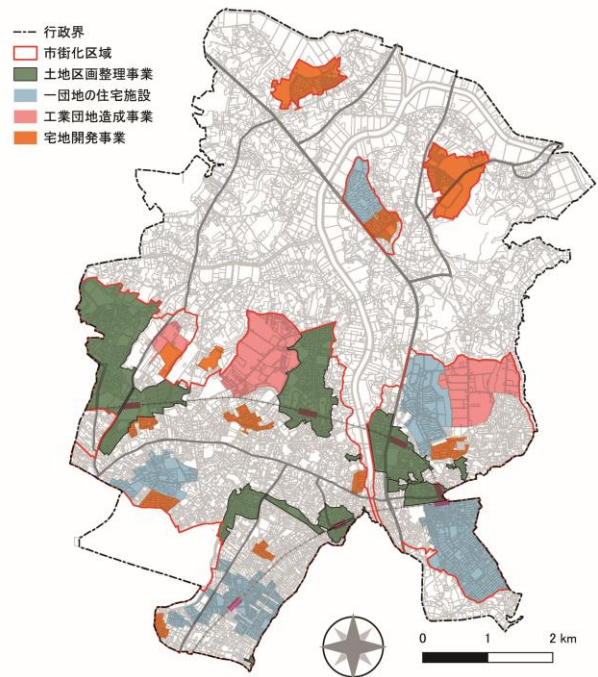 行政界
市街化区域
土地区画整理事業
一団地の住宅施設
工業団地造成事業
宅地開発事業
0 1 2 km